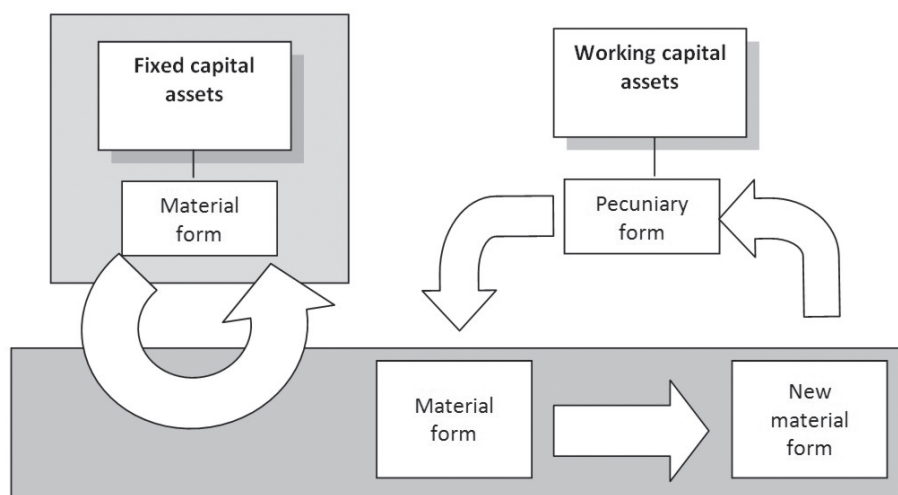 Fixed capital
assets
Working capital
assets
Material
form
Pecuniary
form
Material
form
New
material
form